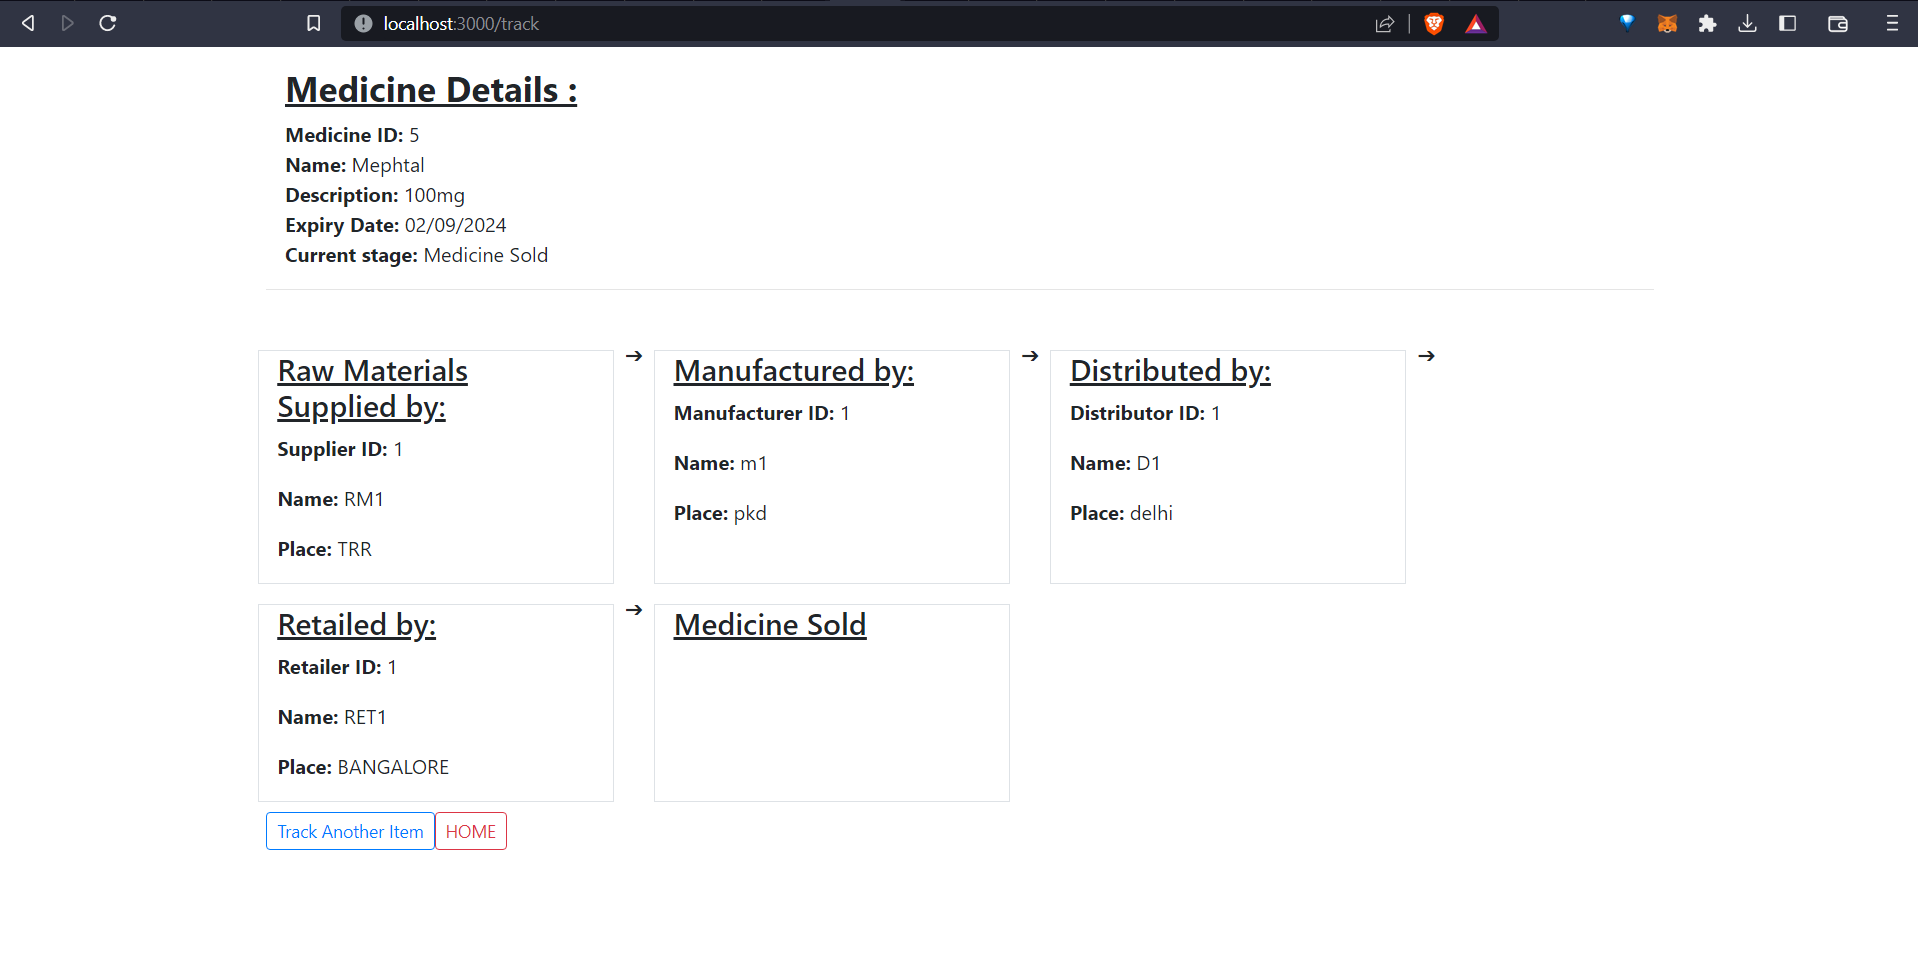 localhost:3000/track
Medicine Details :
Medicine ID: 5
Name: Mephtal
Description: 100mg
Expiry Date: 02/09/2024
Current stage: Medicine Sold
Raw Materials
Supplied by:
Supplier ID: 1
Name: RM1
Place: TRR
➔
Manufactured by:
Manufacturer ID: 1
Name: m1
Place: pkd
➔
Distributed by:
Distributor ID: 1
Name: D1
Place: delhi
➔
Retailed by:
Retailer ID: 1
Name: RET1
Place: BANGALORE
➔
Medicine Sold
Track Another Item HOME